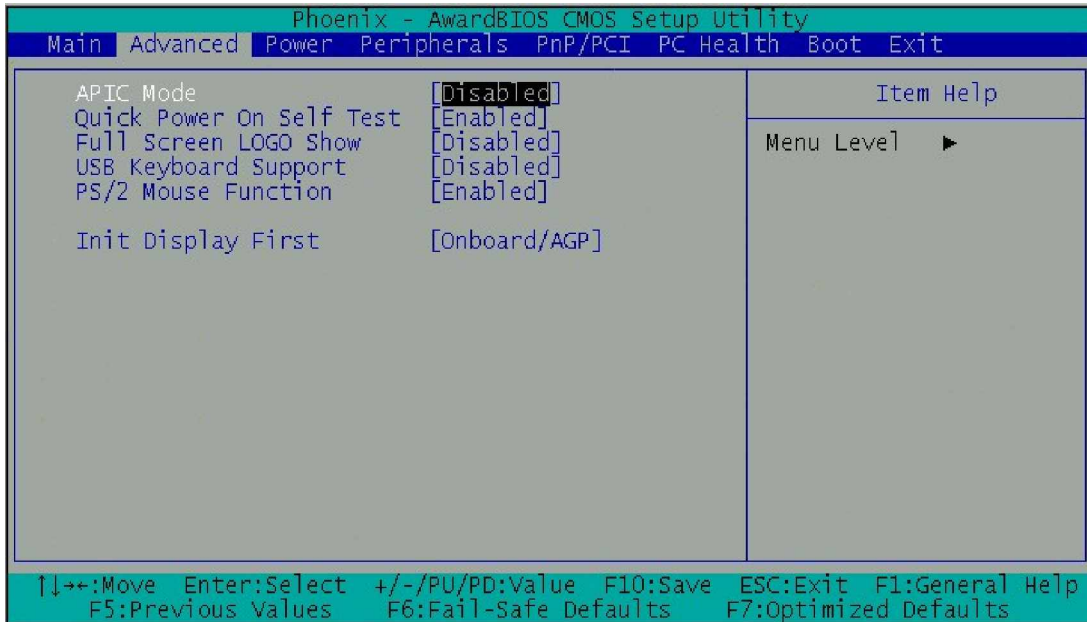 Phoenix - AwardBIOS CMOS Setup Utility
Main Advanced Power Peripherals PnP/PCI PC Health Boot Exit
APIC Mode [Disabled]
Quick Power On Self Test [Enabled]
Full Screen LOGO Show [Disabled]
USB Keyboard Support [Disabled]
PS/2 Mouse Function [Enabled]
Init Display First [Onboard/AGP]
Item Help
Menu Level ►
↑↓→←:Move Enter:Select +/-/PU/PD:Value F10:Save ESC:Exit F1:General Help
F5:Previous Values F6:Fail-Safe Defaults F7:Optimized Defaults